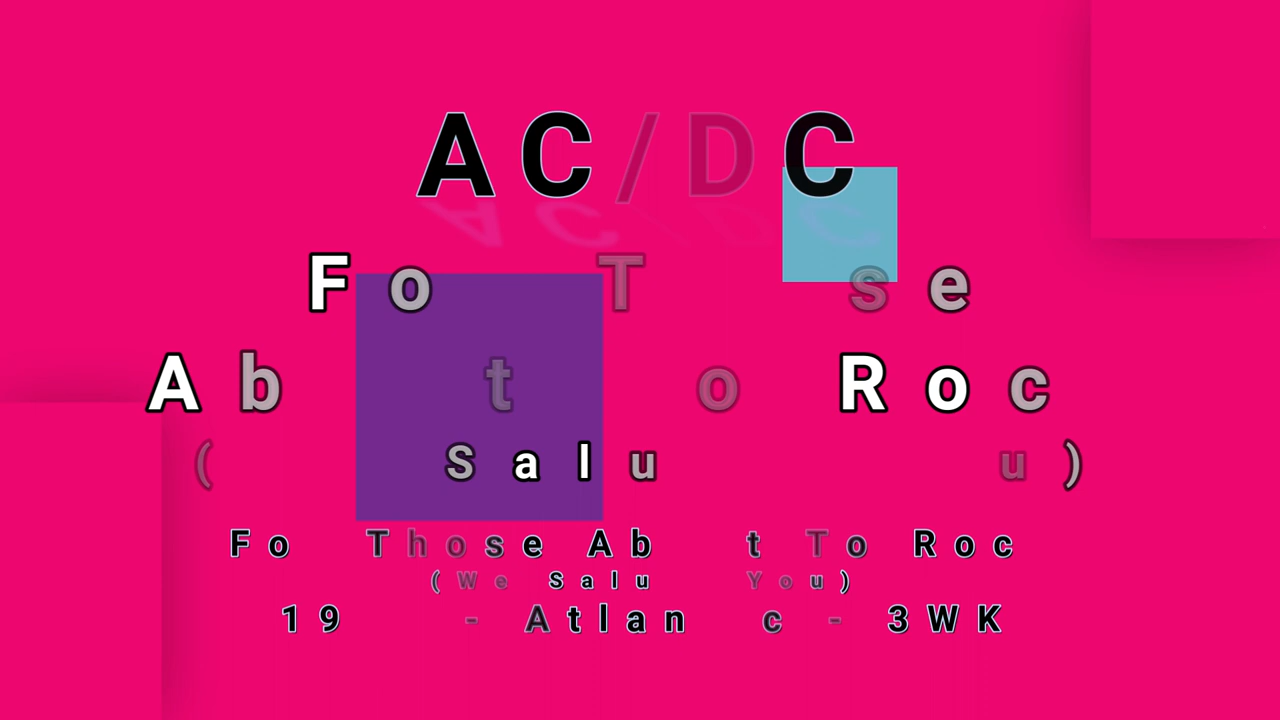 AC/DC
Fo T se
Ab t o Roc
( Salu u)
Fo Those Ab t To Roc
(We Salu You)
19 - Atlan c - 3WK